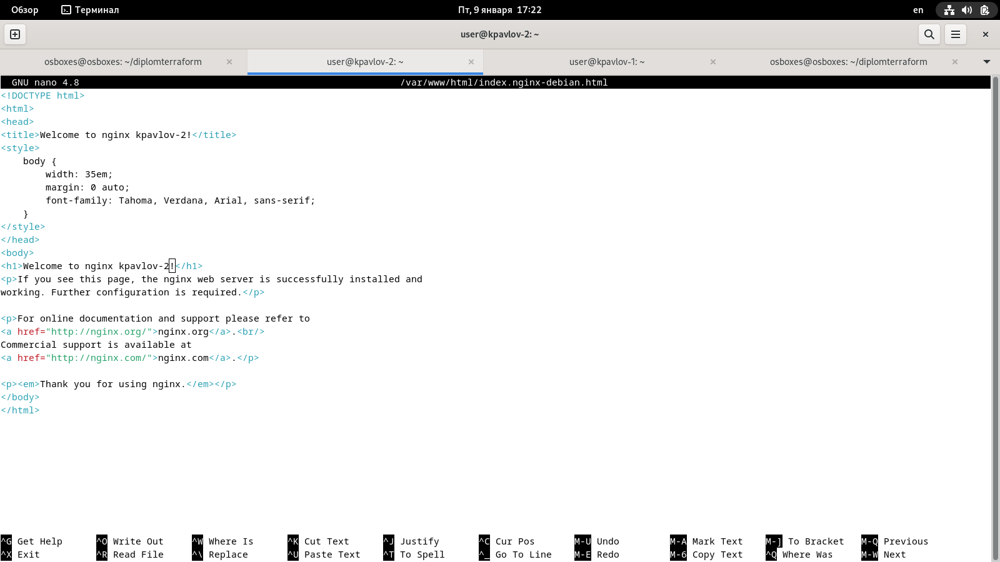 Обзор Терминал Пт, 9 января 17:22 en
user@kpavlov-2: ~
osboxes@osboxes: ~/diplomterraform × user@kpavlov-2: ~ × user@kpavlov-1: ~ × osboxes@osboxes: ~/diplomterraform ×
GNU nano 4.8 /var/www/html/index.nginx-debian.html
<!DOCTYPE html>
<html>
<head>
<title>Welcome to nginx kpavlov-2!</title>
<style>
    body {
        width: 35em;
        margin: 0 auto;
        font-family: Tahoma, Verdana, Arial, sans-serif;
    }
</style>
</head>
<body>
<h1>Welcome to nginx kpavlov-2!</h1>
<p>If you see this page, the nginx web server is successfully installed and
working. Further configuration is required.</p>
<p>For online documentation and support please refer to
<a href="http://nginx.org/">nginx.org</a>.<br/>
Commercial support is available at
<a href="http://nginx.com/">nginx.com</a>.</p>
<p><em>Thank you for using nginx.</em></p>
</body>
</html>
^G Get Help ^O Write Out ^W Where Is ^K Cut Text ^J Justify ^C Cur Pos M-U Undo M-A Mark Text M-] To Bracket M-Q Previous
^X Exit ^R Read File ^\ Replace ^U Paste Text ^T To Spell ^_ Go To Line M-E Redo M-6 Copy Text ^Q Where Was M-W Next